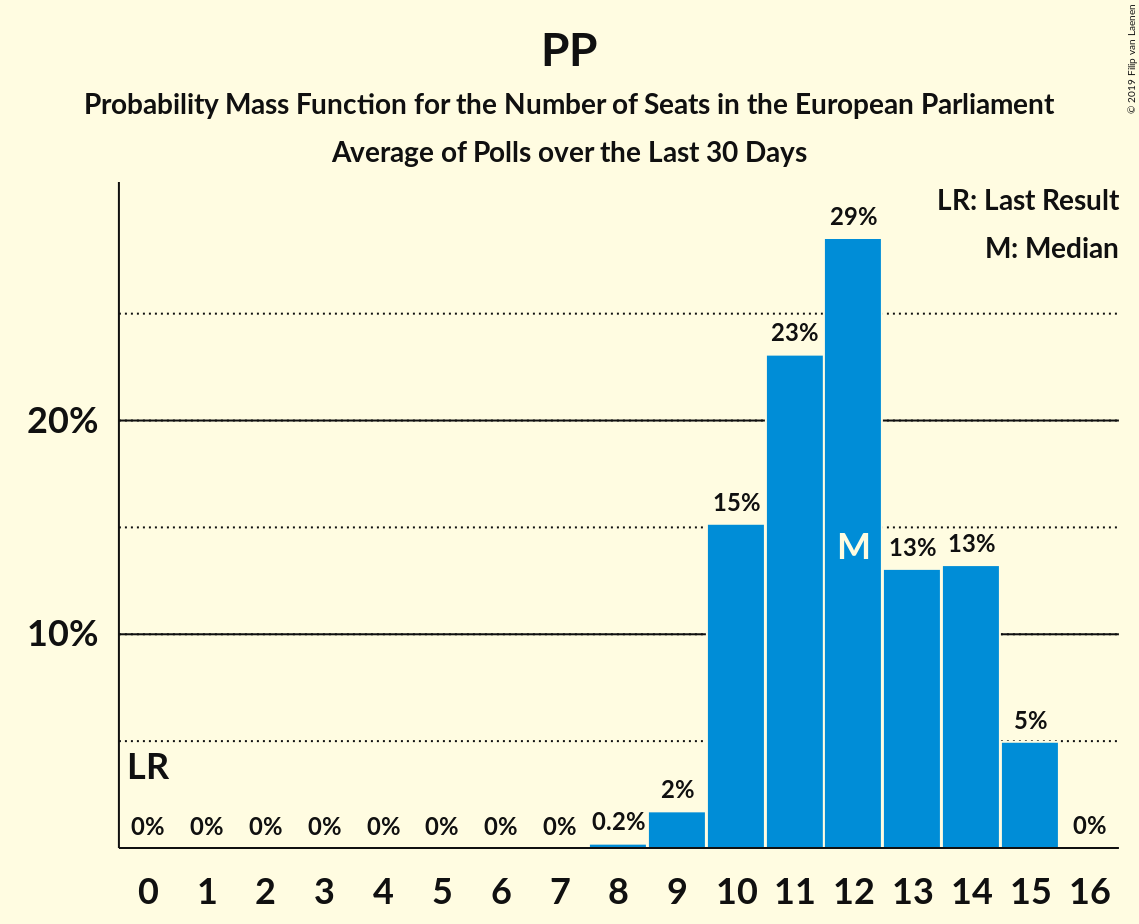 PP
Probability Mass Function for the Number of Seats in the European Parliament
Average of Polls over the Last 30 Days
© 2019 Filip van Laenen
LR: Last Result
M: Median
29%
23%
20%
15%
M
13%
13%
10%
5%
LR
2%
0%
0%
0%
0%
0%
0%
0%
0%
0.2%
0%
0 1 2 3 4 5 6 7 8 9 10 11 12 13 14 15 16